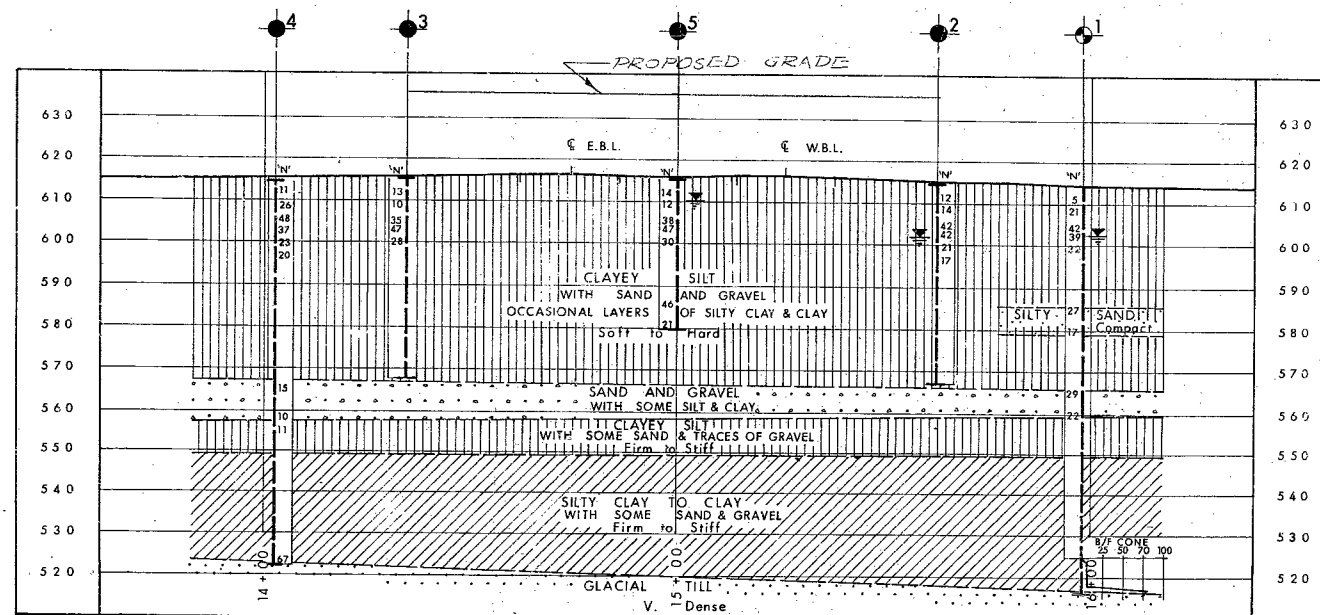 4 3 5 2 1
PROPOSED GRADE
630 630
620 620
℄ E.B.L. ℄ W.B.L.
'N' 'N' 'N' 'N' 'N'
11 13 14 12 5
610 26 10 12 14 21 610
48 35 38 42 42
37 47 47 42 39
600 23 28 30 21 22 600
20 17
590 590
CLAYEY SILT
WITH SAND AND GRAVEL
46
OCCASIONAL LAYERS OF SILTY CLAY & CLAY
SILTY 27 SAND
580 21 580
Soft to Hard
17 Compact
570 570
15 SAND AND GRAVEL 29
WITH SOME SILT & CLAY
560 10 22 560
11 CLAYEY SILT
WITH SOME SAND & TRACES OF GRAVEL
Firm to Stiff
550 550
540 540
SILTY CLAY TO CLAY
WITH SOME SAND & GRAVEL
Firm to Stiff
530 530
B/F CONE
25 50 70 100
67
520 520
14+00 15+00 16+00
GLACIAL TILL
V. Dense